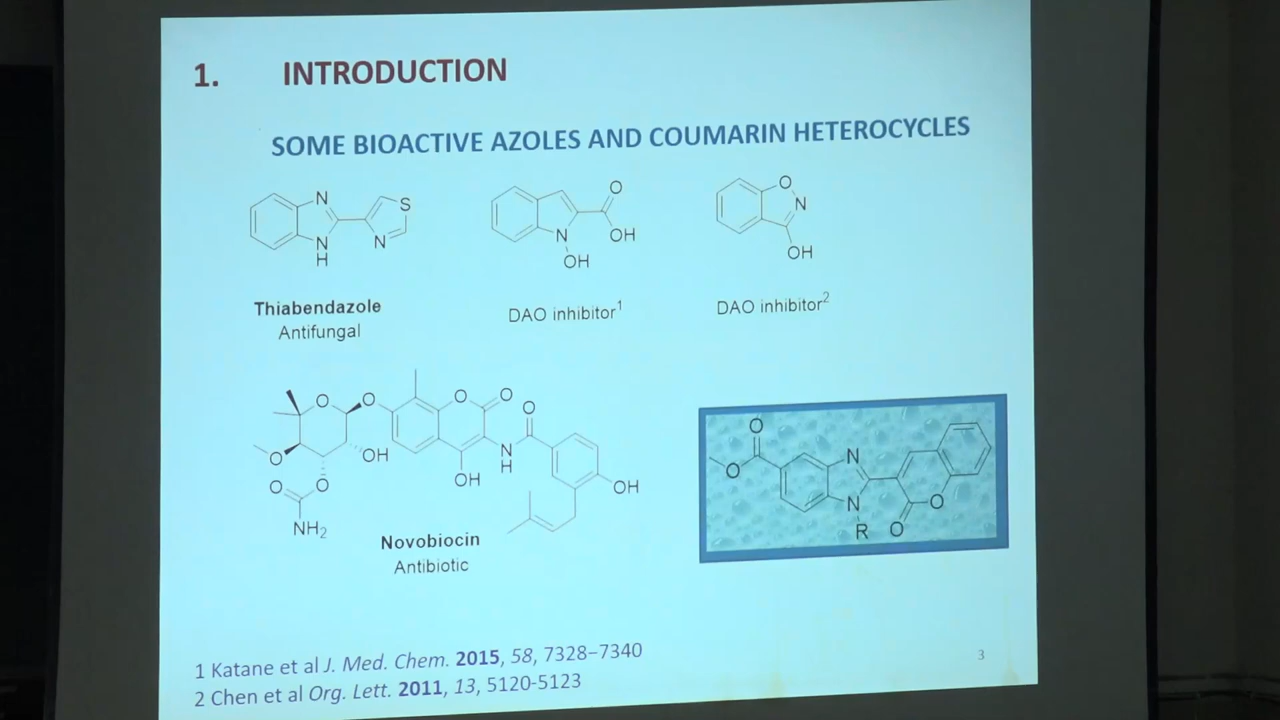 1. INTRODUCTION
SOME BIOACTIVE AZOLES AND COUMARIN HETEROCYCLES
N
N
H
N
S
Thiabendazole
Antifungal
N
OH
O
OH
DAO inhibitor1
O
N
OH
DAO inhibitor2
O
O
O
O
O
O
OH
O
O
NH2
OH
N
H
OH
Novobiocin
Antibiotic
O
O
N
N
R
O
O
1 Katane et al J. Med. Chem. 2015, 58, 7328–7340
2 Chen et al Org. Lett. 2011, 13, 5120-5123
3